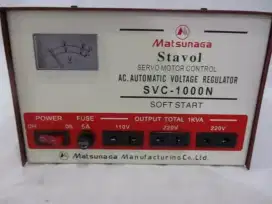 V
Matsunaga
Stavol
SERVO MOTOR CONTROL
AC. AUTOMATIC VOLTAGE REGULATOR
SVC-1000N
SOFT START
POWER FUSE OUTPUT TOTAL 1KVA
5A 110V 220V 220V
Matsunaga Manufacturing Co., Ltd.